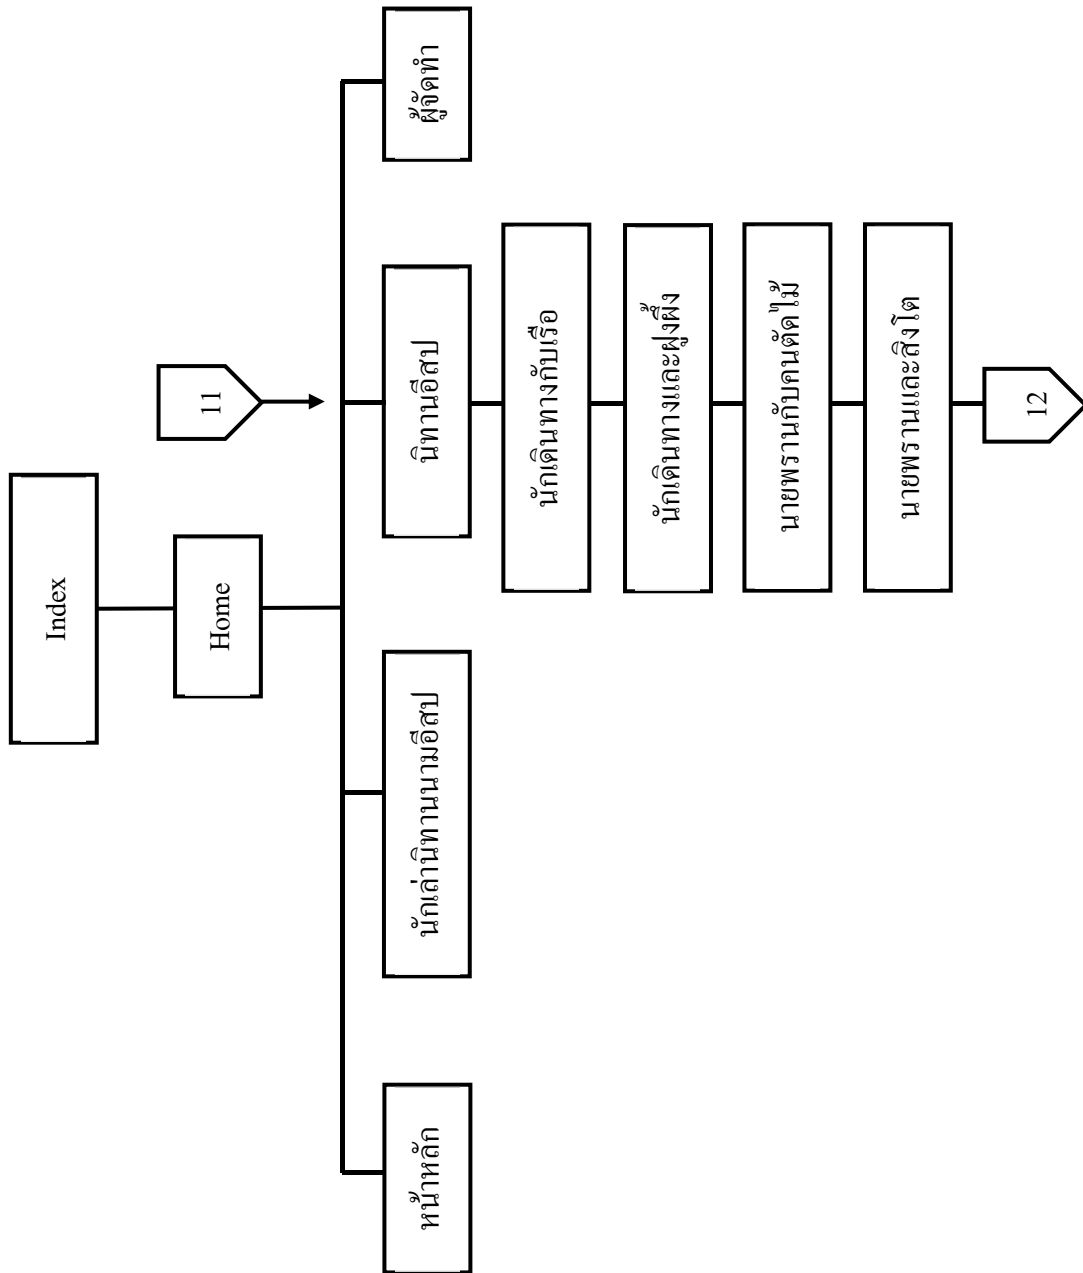 Index
Home
11
หน้าหลัก
นักเล่านิทานนามอีสป
นิทานอีสป
ผู้จัดทำ
นักเดินทางกับเรือ
นักเดินทางและฝูงผึ้ง
นายพรานกับคนตัดไม้
นายพรานและสิงโต
12